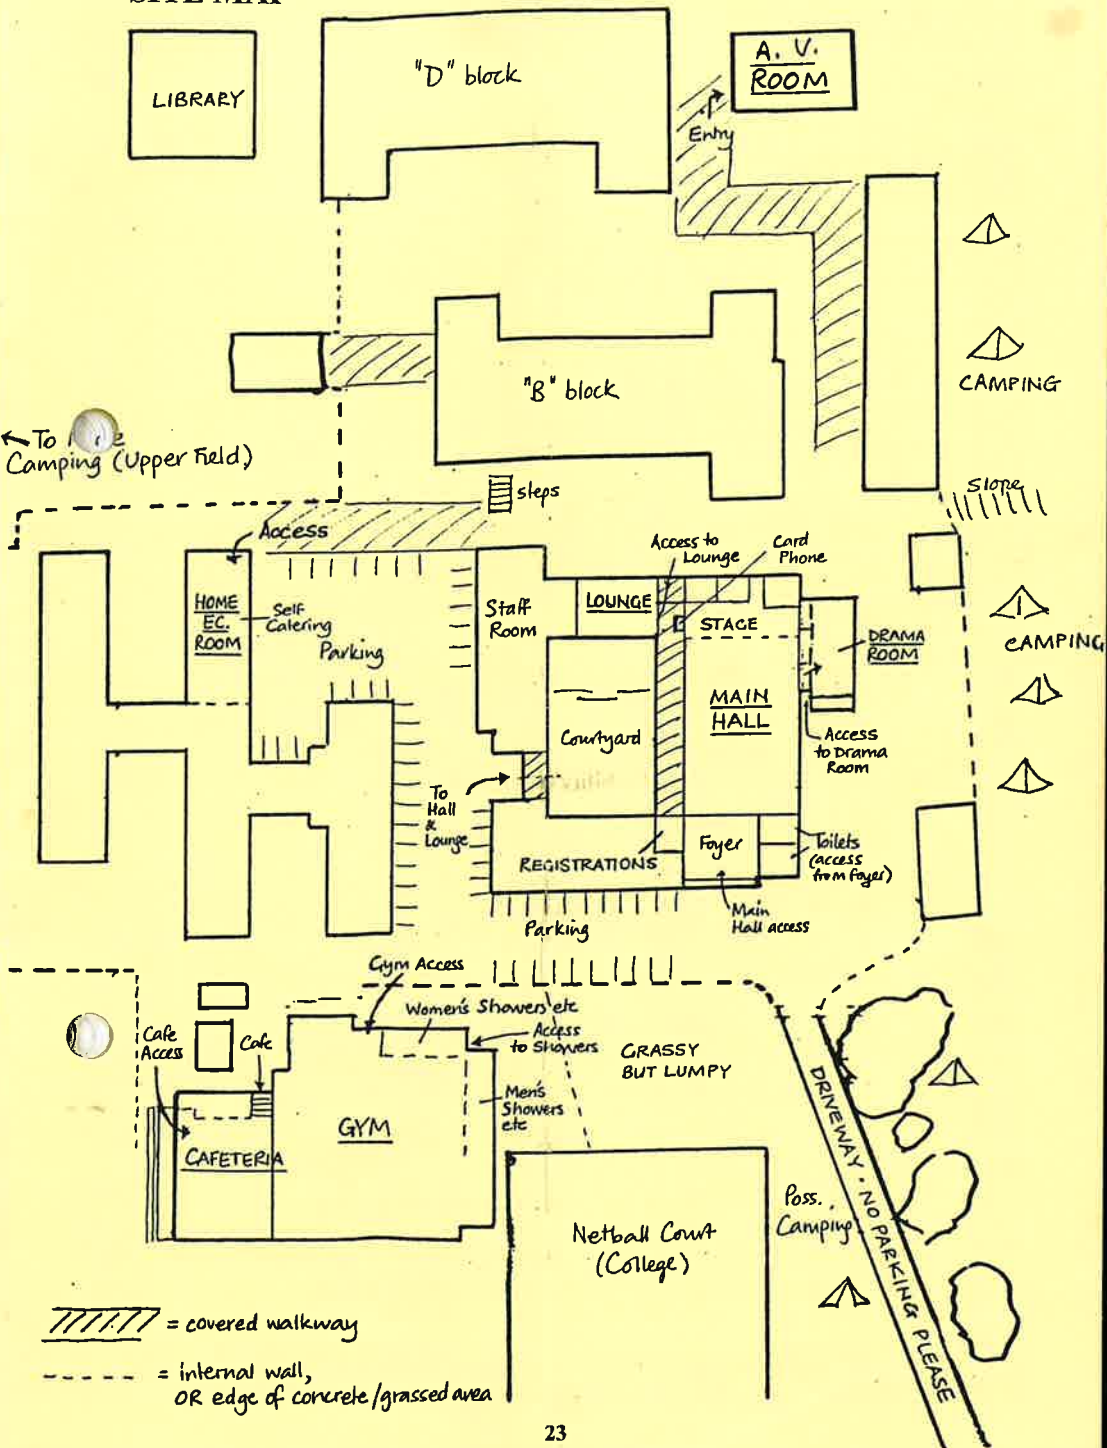 SITE MAP
LIBRARY
"D" block
A. V.
ROOM
Entry
"B" block
CAMPING
To
Camping (Upper Field)
steps
Slope
Access
HOME
EC.
ROOM
Self
Catering
Parking
Staff
Room
LOUNGE
Access to
Lounge
Card
Phone
STAGE
MAIN
HALL
DRAMA
ROOM
CAMPING
Courtyard
Access
to Drama
Room
To
Hall
&
Lounge
REGISTRATIONS
Foyer
Toilets
(access
from foyer)
Parking
Main
Hall access
Gym Access
Women's Showers etc
Access
to Showers
Cafe
Access
Cafe
GRASSY
BUT LUMPY
Men's
Showers
etc
GYM
CAFETERIA
DRIVEWAY · NO PARKING PLEASE
Poss.
Camping
Netball Court
(College)
= covered walkway
= internal wall,
OR edge of concrete/grassed area
23